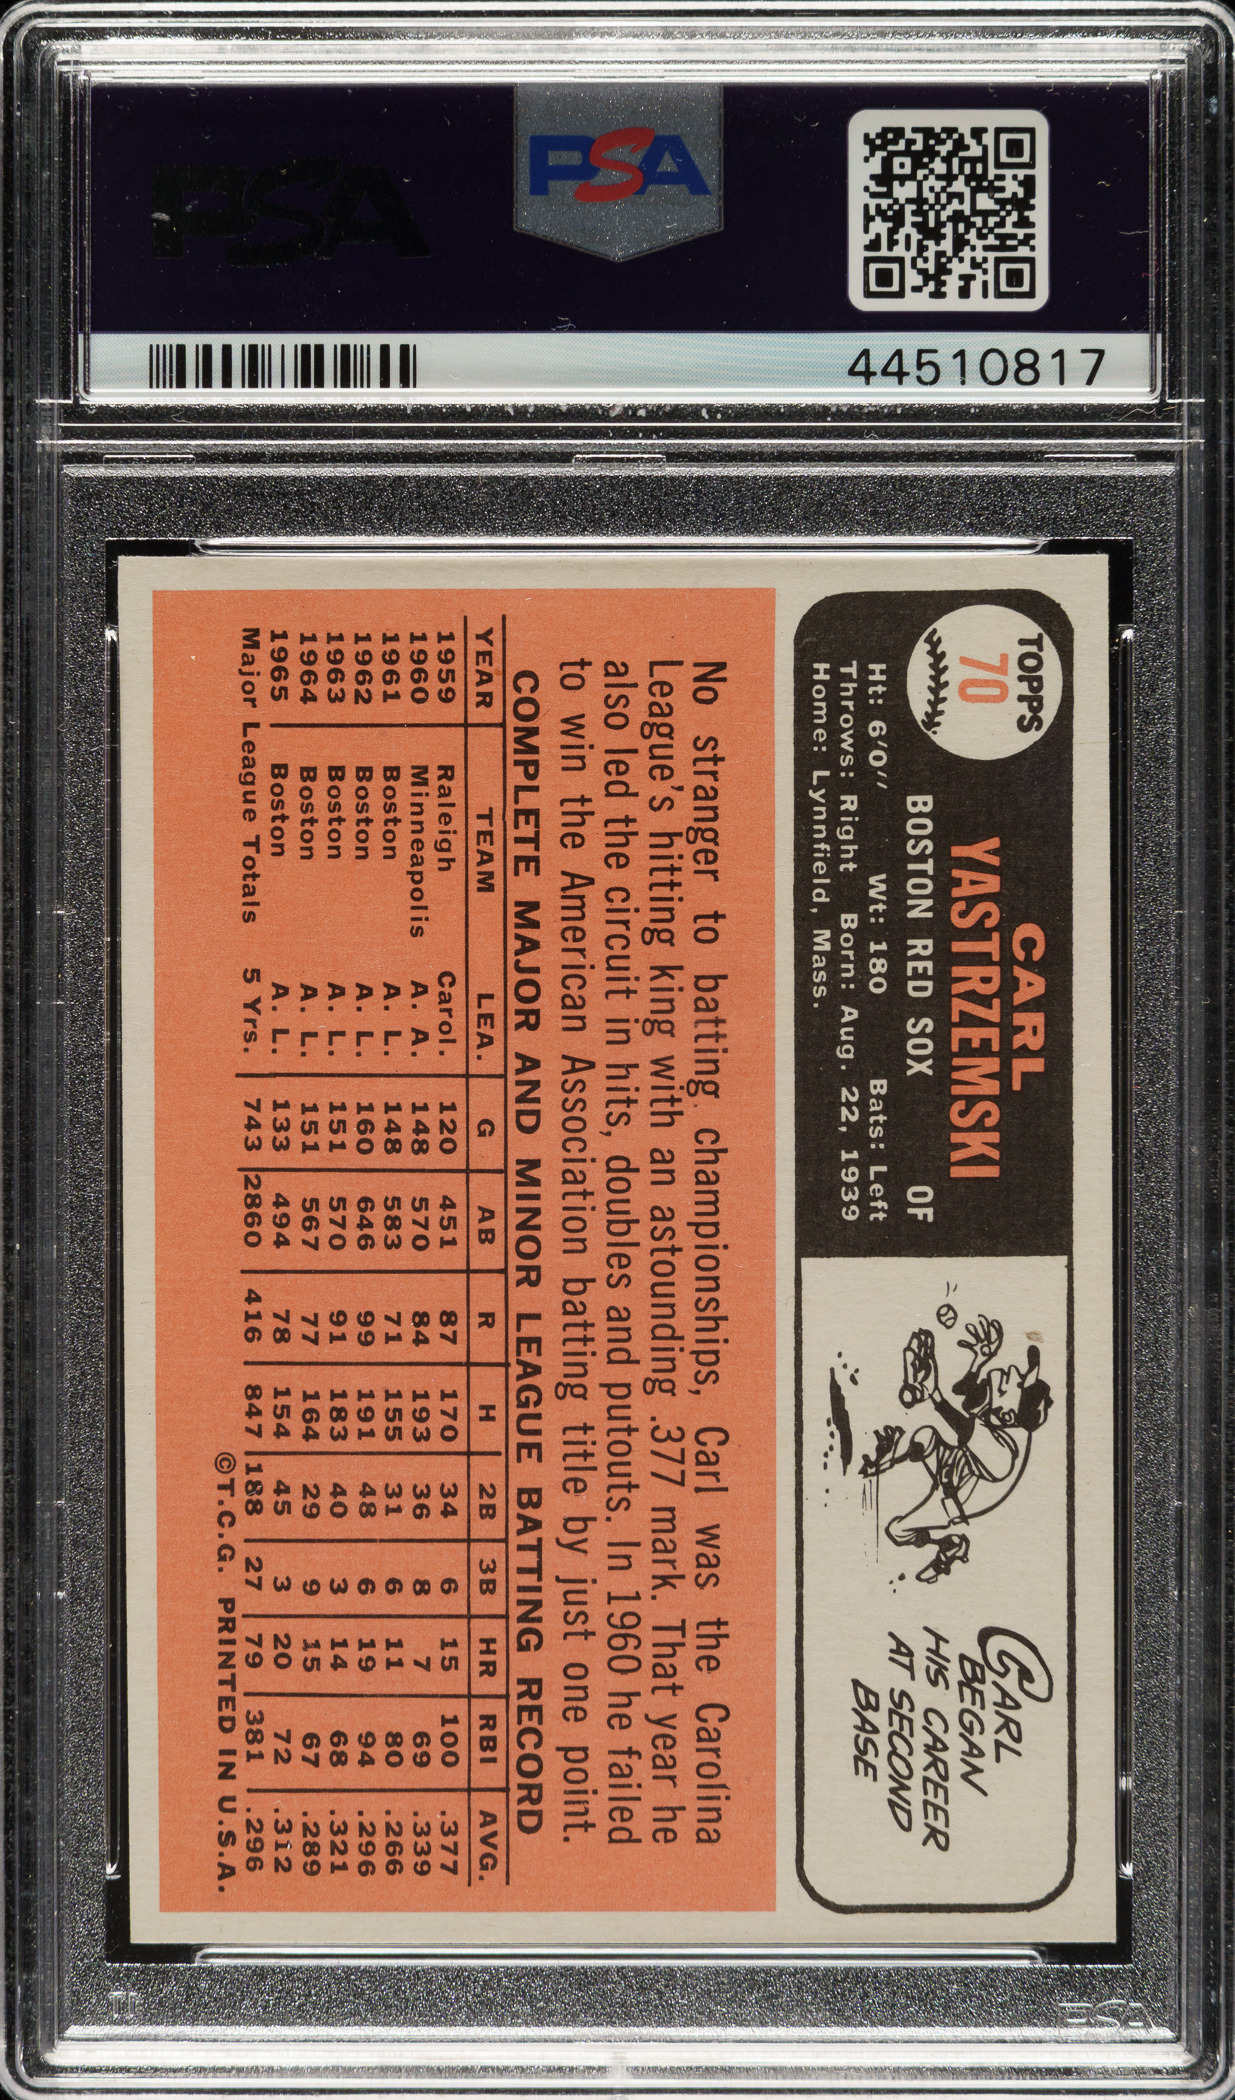 PSA
PSA
44510817
TOPPS
70
CARL
YASTRZEMSKI
BOSTON RED SOX OF
Ht: 6'0" Wt: 180 Bats: Left
Throws: Right Born: Aug. 22, 1939
Home: Lynnfield, Mass.
CARL
BEGAN
HIS CAREER
AT SECOND
BASE
No stranger to batting championships, Carl was the Carolina
League's hitting king with an astounding .377 mark. That year he
also led the circuit in hits, doubles and putouts. In 1960 he failed
to win the American Association batting title by just one point.
COMPLETE MAJOR AND MINOR LEAGUE BATTING RECORD
YEAR TEAM LEA. G AB R H 2B 3B HR RBI AVG.
1959 Raleigh Carol. 120 451 87 170 34 6 15 100 .377
1960 Minneapolis A. A. 148 570 84 193 36 8 7 69 .339
1961 Boston A. L. 148 583 71 155 31 6 11 80 .266
1962 Boston A. L. 160 646 99 191 48 6 19 94 .296
1963 Boston A. L. 151 570 91 183 40 3 14 68 .321
1964 Boston A. L. 151 567 77 164 29 9 15 67 .289
1965 Boston A. L. 133 494 78 154 45 3 20 72 .312
Major League Totals 5 Yrs. 743 2860 416 847 188 27 79 381 .296
©T.C.G. PRINTED IN U.S.A.
PSA